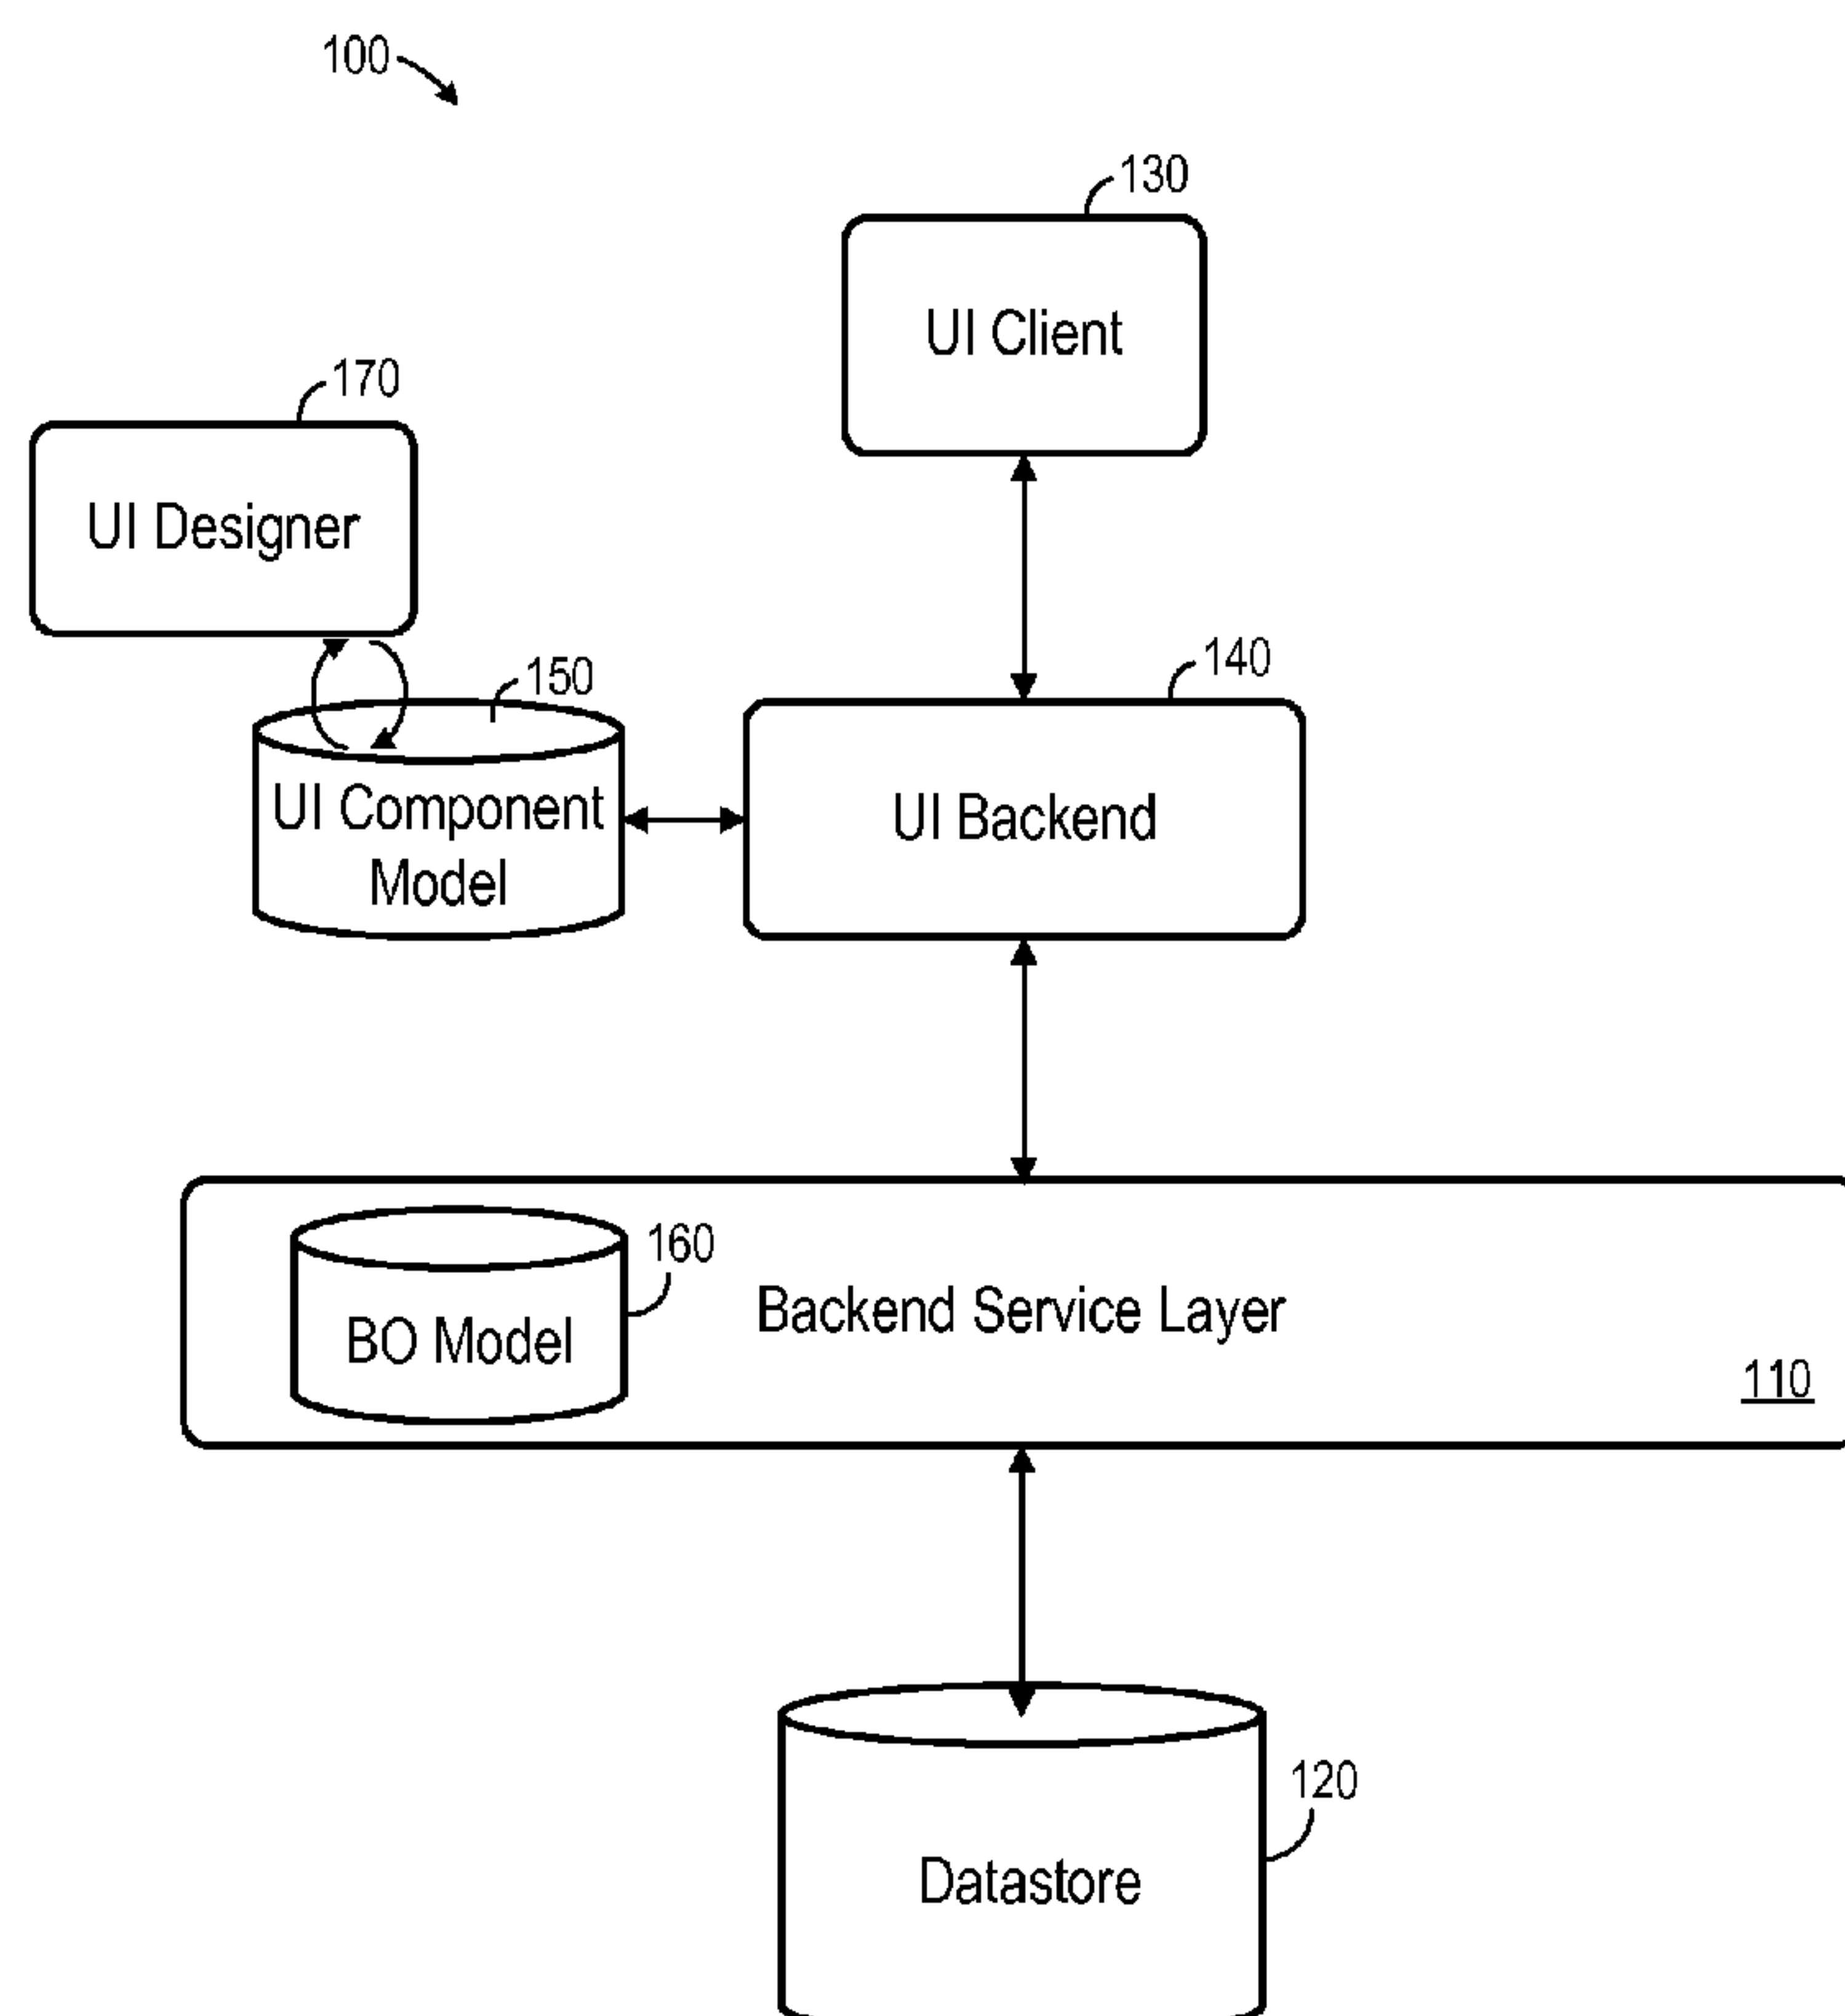 100
130
UI Client
170
UI Designer
150
140
UI Component
Model
UI Backend
160
BO Model
Backend Service Layer
110
120
Datastore